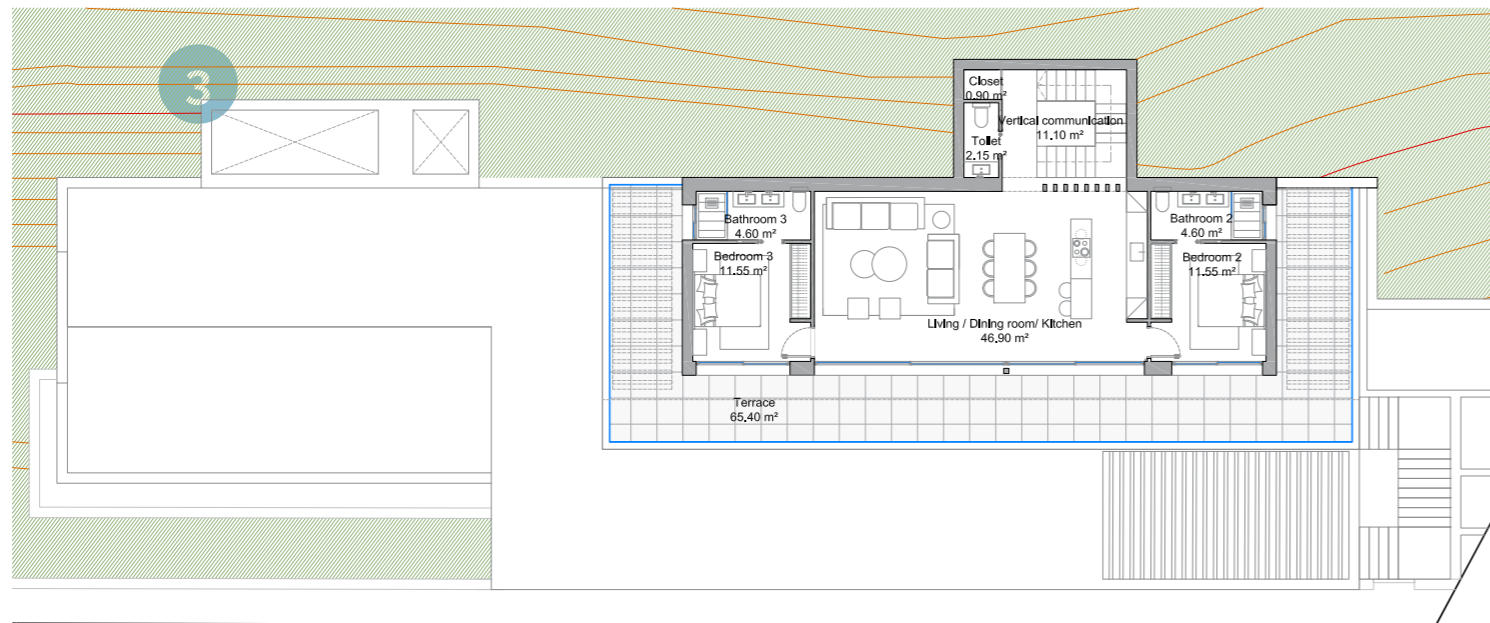 3
Closet
0.90 m²
Vertical communication
11.10 m²
Toilet
2.15 m²
Bathroom 3
4.60 m²
Bathroom 2
4.60 m²
Bedroom 3
11.55 m²
Bedroom 2
11.55 m²
Living / Dining room/ Kitchen
46.90 m²
Terrace
65.40 m²